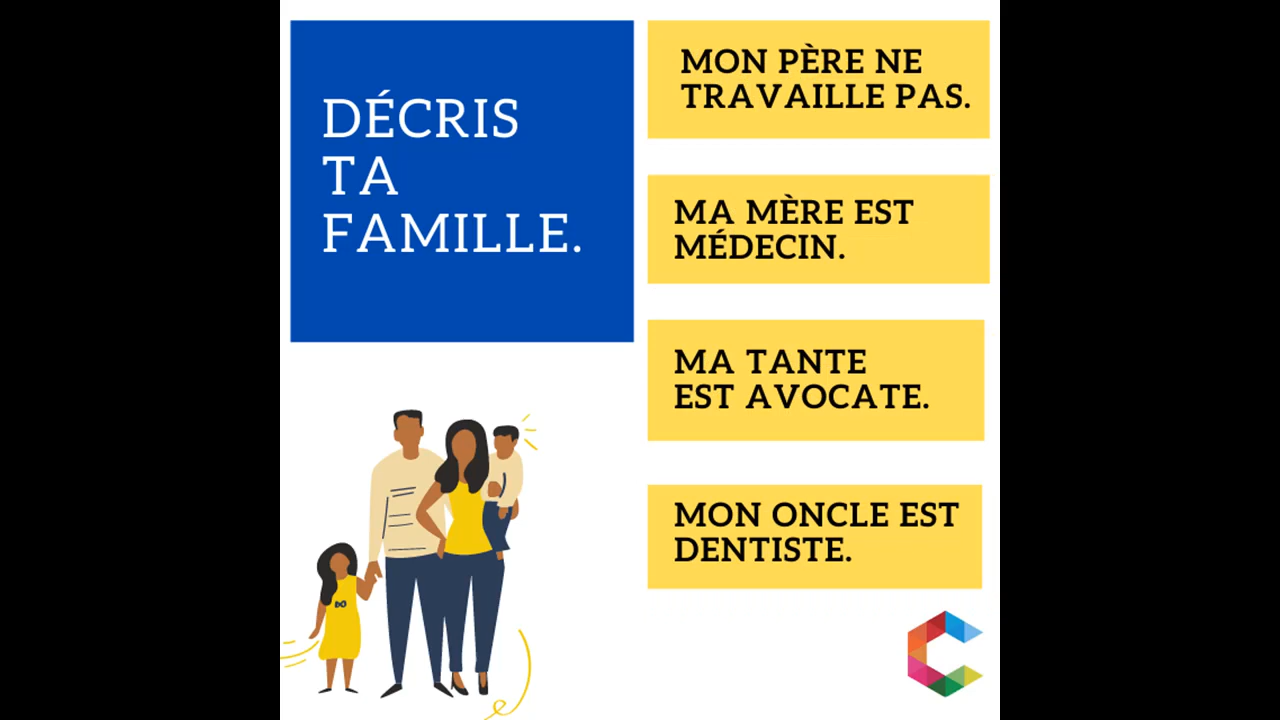 DÉCRIS
TA
FAMILLE.
MON PÈRE NE
TRAVAILLE PAS.
MA MÈRE EST
MÉDECIN.
MA TANTE
EST AVOCATE.
MON ONCLE EST
DENTISTE.